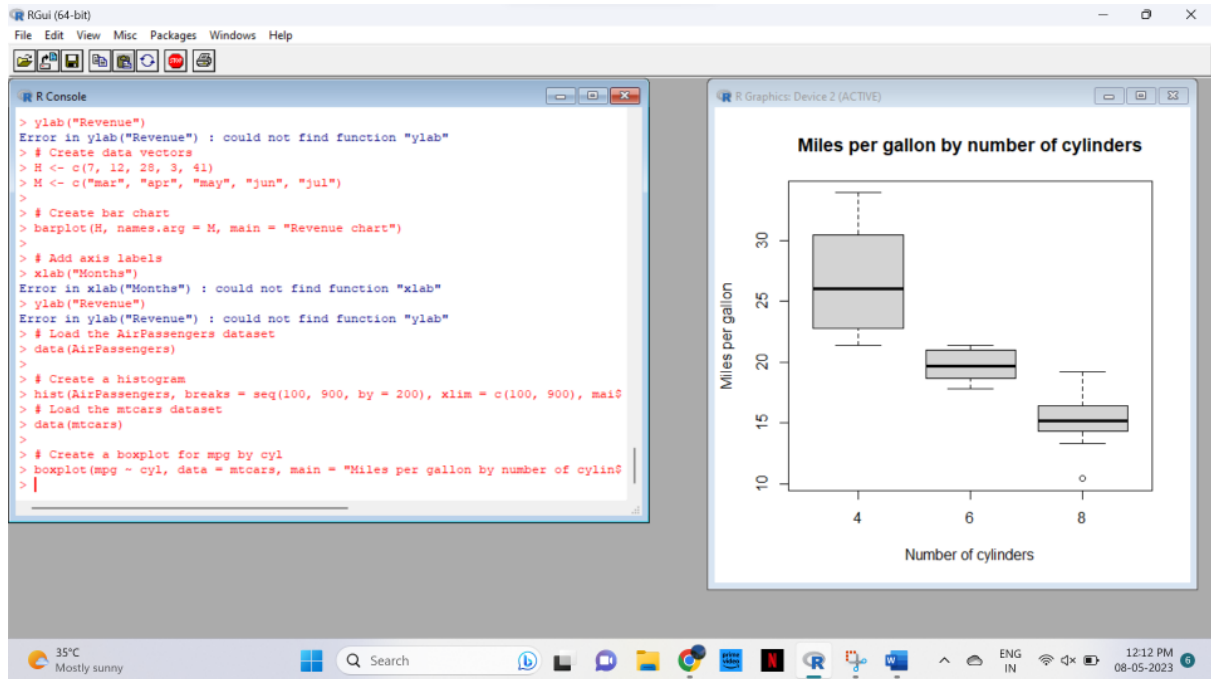 RGui (64-bit)
File Edit View Misc Packages Windows Help
STOP
R Console
> ylab("Revenue")
Error in ylab("Revenue") : could not find function "ylab"
> # Create data vectors
> H <- c(7, 12, 28, 3, 41)
> M <- c("mar", "apr", "may", "jun", "jul")
>
> # Create bar chart
> barplot(H, names.arg = M, main = "Revenue chart")
>
> # Add axis labels
> xlab("Months")
Error in xlab("Months") : could not find function "xlab"
> ylab("Revenue")
Error in ylab("Revenue") : could not find function "ylab"
> # Load the AirPassengers dataset
> data(AirPassengers)
>
> # Create a histogram
> hist(AirPassengers, breaks = seq(100, 900, by = 200), xlim = c(100, 900), mai$
> # Load the mtcars dataset
> data(mtcars)
>
> # Create a boxplot for mpg by cyl
> boxplot(mpg ~ cyl, data = mtcars, main = "Miles per gallon by number of cylin$
>
R Graphics: Device 2 (ACTIVE)
Miles per gallon by number of cylinders
Miles per gallon
30
25
20
15
10
4 6 8
Number of cylinders
35°C
Mostly sunny
Search
prime video
N
R
W
ENG
IN
12:12 PM
08-05-2023
6